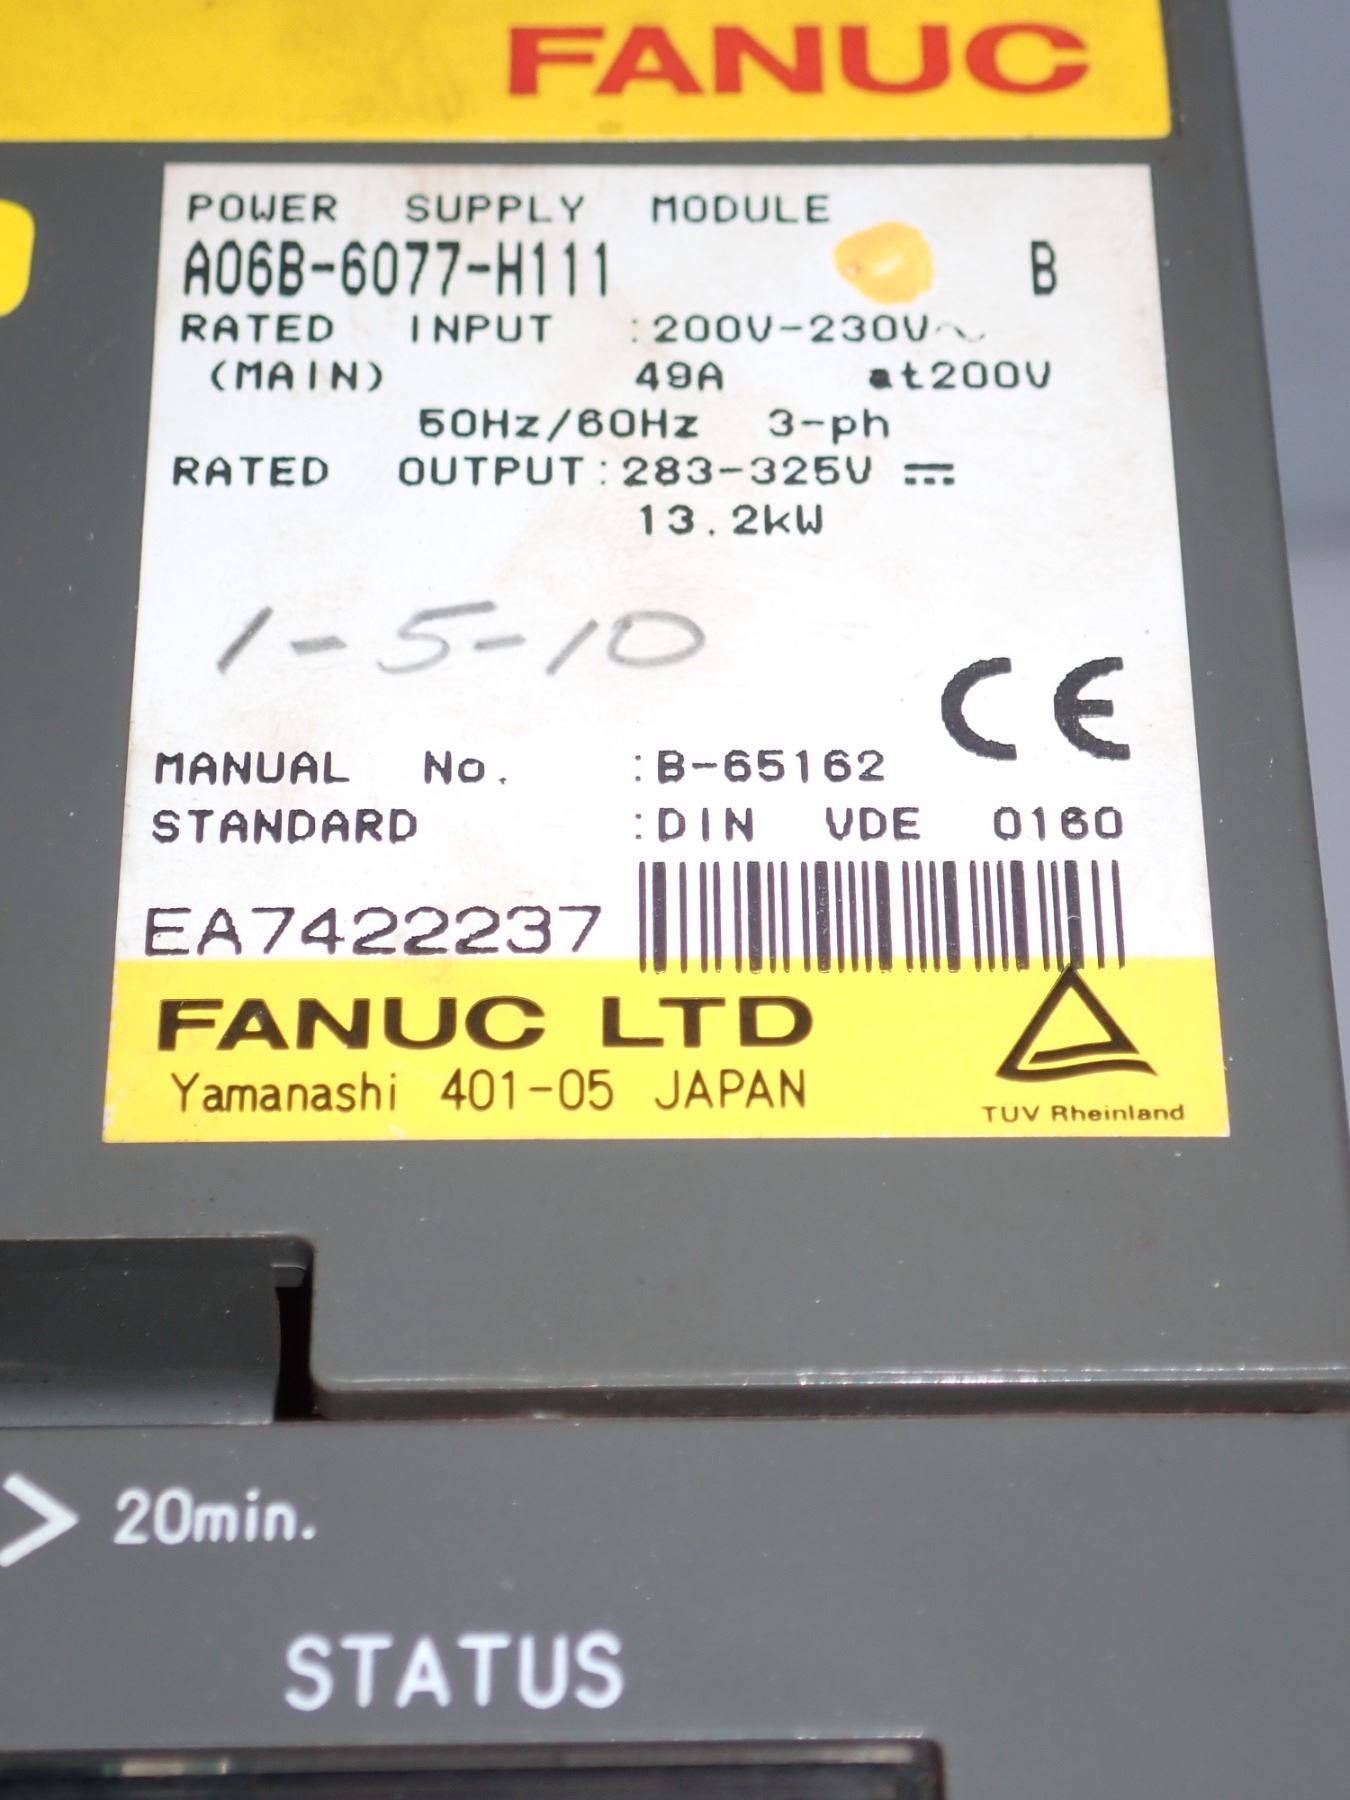 FANUC
POWER SUPPLY MODULE
A06B-6077-H111 B
RATED INPUT :200V-230V~
(MAIN) 49A at200V
50Hz/60Hz 3-ph
RATED OUTPUT:283-325V ⎓
13.2kW
1-5-10
CE
MANUAL No. :B-65162
STANDARD :DIN VDE 0160
EA7422237
FANUC LTD
Yamanashi 401-05 JAPAN
TÜV Rheinland
> 20min.
STATUS